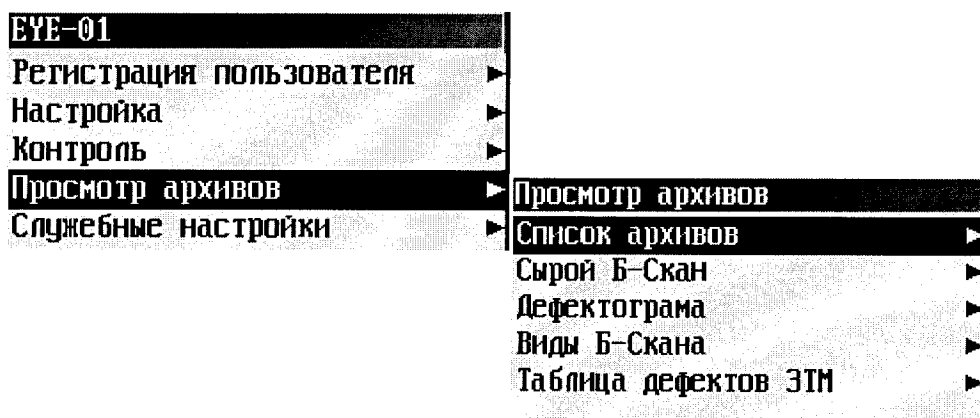 EYE-01
Регистрация пользователя
Настройка
Контроль
Просмотр архивов
Служебные настройки
Просмотр архивов
Список архивов
Сырой Б-Скан
Дефектограма
Виды Б-Скана
Таблица дефектов ЭТМ